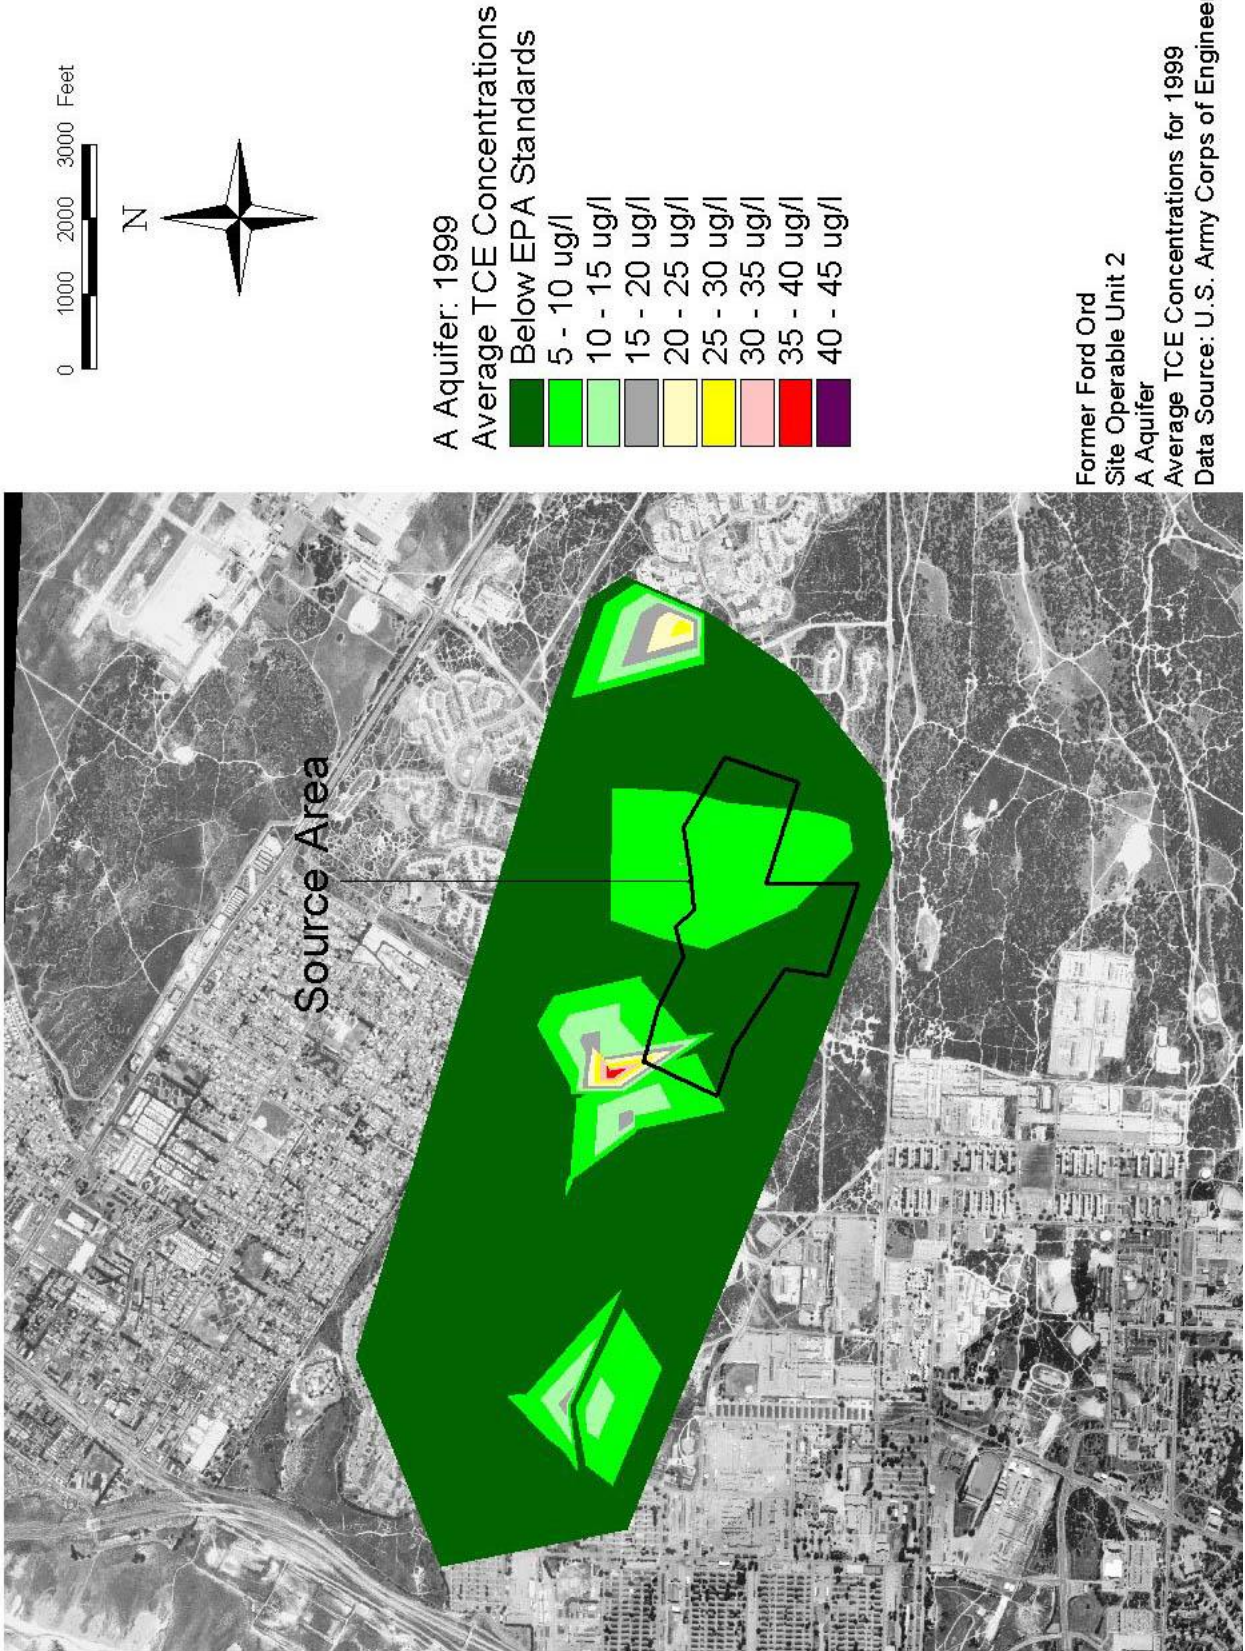 0 1000 2000 3000 Feet
N
A Aquifer: 1999
Average TCE Concentrations
Below EPA Standards
5 - 10 ug/l
10 - 15 ug/l
15 - 20 ug/l
20 - 25 ug/l
25 - 30 ug/l
30 - 35 ug/l
35 - 40 ug/l
40 - 45 ug/l
Source Area
Former Ford Ord
Site Operable Unit 2
A Aquifer
Average TCE Concentrations for 1999
Data Source: U.S. Army Corps of Enginee